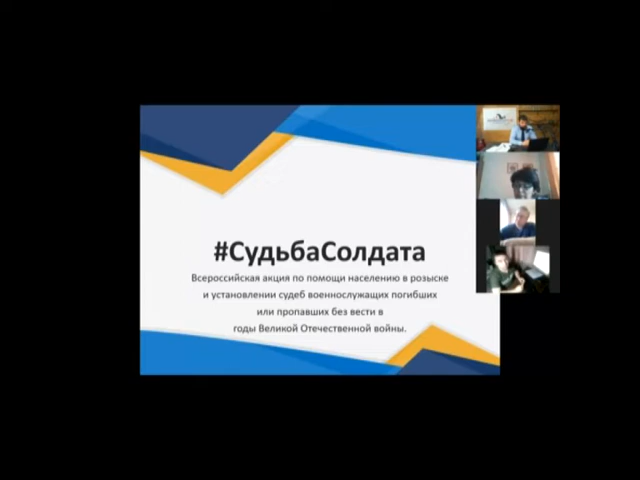 #СудьбаСолдата
Всероссийская акция по помощи населению в розыске
и установлении судеб военнослужащих погибших
или пропавших без вести в
годы Великой Отечественной войны.